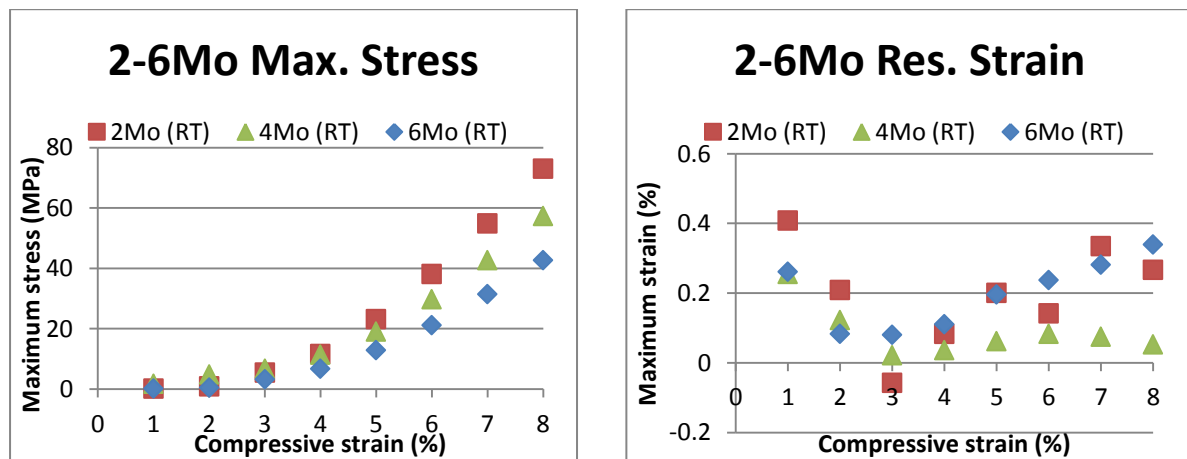 2-6Mo Max. Stress
2Mo (RT) 4Mo (RT) 6Mo (RT)
Maximum stress (MPa)
80
60
40
20
0
0 1 2 3 4 5 6 7 8
Compressive strain (%)
2-6Mo Res. Strain
2Mo (RT) 4Mo (RT) 6Mo (RT)
Maximum strain (%)
0.6
0.4
0.2
0
-0.2
0 1 2 3 4 5 6 7 8
Compressive strain (%)